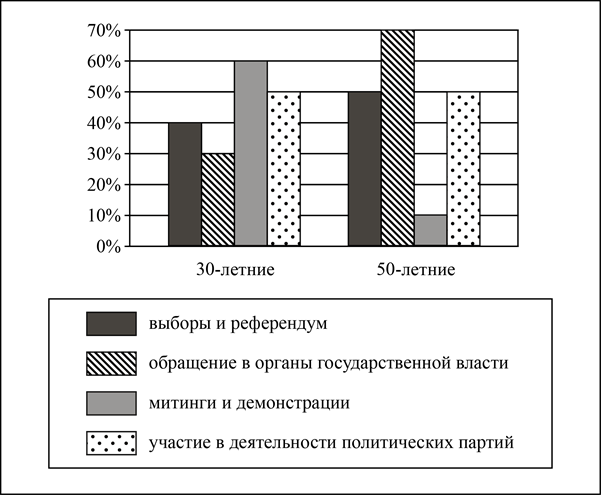 70%
60%
50%
40%
30%
20%
10%
0%
30-летние 50-летние
выборы и референдум
обращение в органы государственной власти
митинги и демонстрации
участие в деятельности политических партий